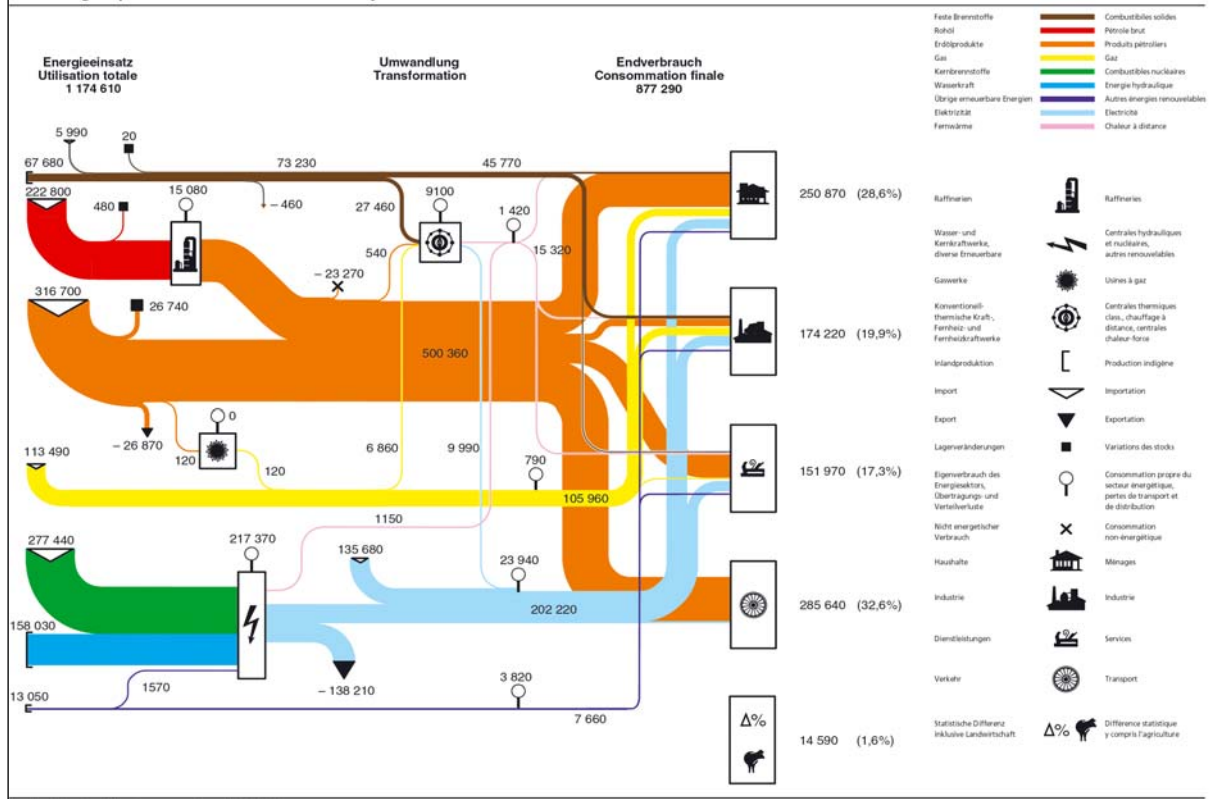 Energieeinsatz
Utilisation totale
1 174 610
Umwandlung
Transformation
Endverbrauch
Consommation finale
877 290
5 990
20
67 680
73 230
45 770
222 800
480
15 080
– 460
27 460
9100
1 420
15 320
540
– 23 270
316 700
26 740
500 360
– 26 870
120
0
120
6 860
9 990
113 490
790
105 960
1150
277 440
217 370
135 680
23 940
202 220
158 030
– 138 210
13 050
1570
3 820
7 660
250 870 (28,6%)
174 220 (19,9%)
151 970 (17,3%)
285 640 (32,6%)
Δ%
14 590 (1,6%)
Feste Brennstoffe Combustibiles solides
Rohöl Pétrole brut
Erdölprodukte Produits pétroliers
Gas Gaz
Kernbrennstoffe Combustibles nucléaires
Wasserkraft Energie hydraulique
Übrige erneuerbare Energien Autres énergies renouvelables
Elektrizität Electricité
Fernwärme Chaleur à distance
Raffinerien Raffineries
Wasser- und
Kernkraftwerke,
diverse Erneuerbare
Centrales hydrauliques
et nucléaires,
autres renouvelables
Gaswerke Usines à gaz
Konventionell-
thermische Kraft-,
Fernheiz- und
Fernheizkraftwerke
Centrales thermiques
class., chauffage à
distance, centrales
chaleur-force
Inlandproduktion Production indigène
Import Importation
Export Exportation
Lagerveränderungen Variations des stocks
Eigenverbrauch des
Energiesektors,
Übertragungs- und
Verteilverluste
Consommation propre du
secteur énergétique,
pertes de transport et
de distribution
Nicht energetischer
Verbrauch
Consommation
non-énergétique
Haushalte Ménages
Industrie Industrie
Dienstleistungen Services
Verkehr Transport
Statistische Differenz
inklusive Landwirtschaft
Δ%
Différence statistique
y compris l'agriculture